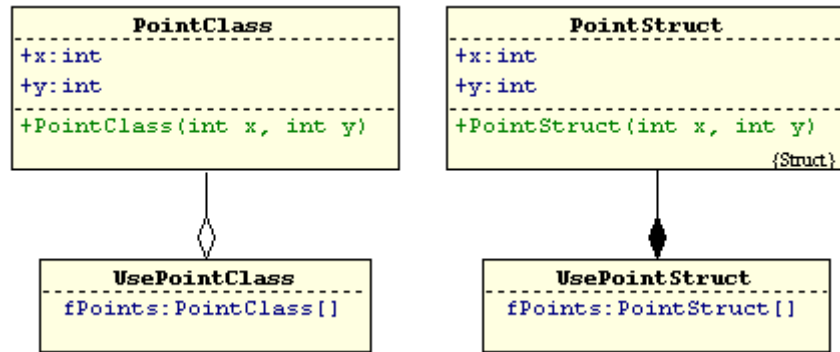 PointClass
+x:int
+y:int
+PointClass(int x, int y)
PointStruct
+x:int
+y:int
+PointStruct(int x, int y)
{Struct}
UsePointClass
fPoints:PointClass[]
UsePointStruct
fPoints:PointStruct[]